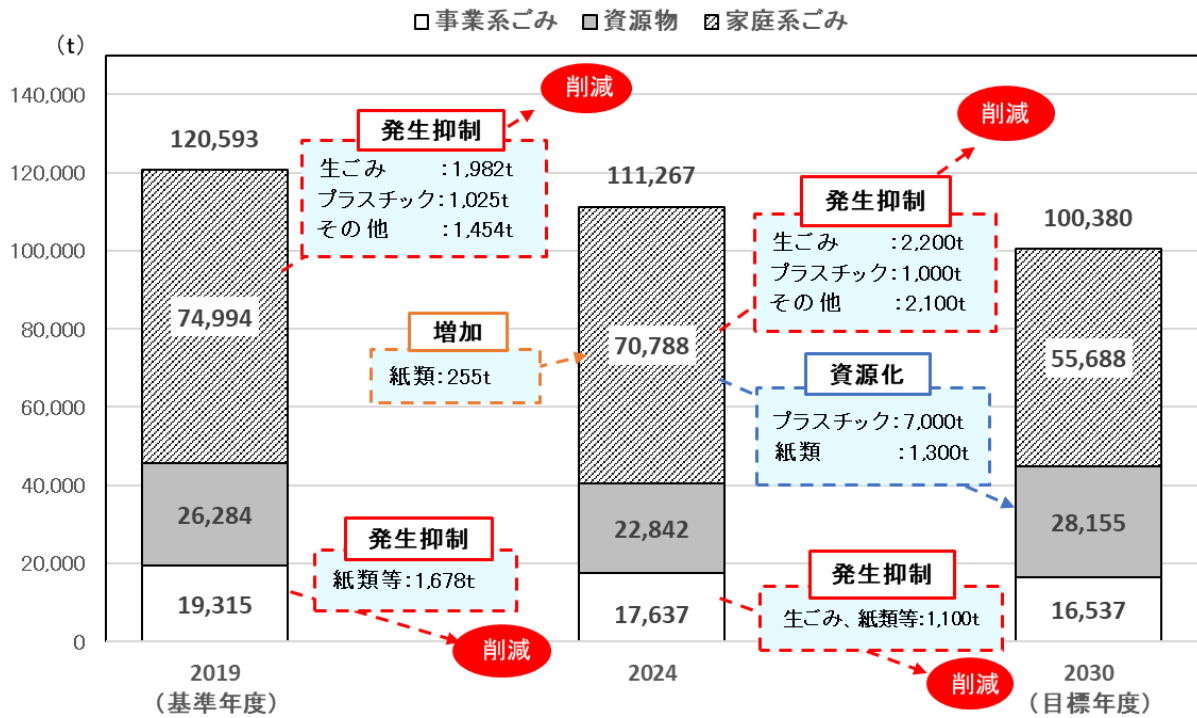 □事業系ごみ ■資源物 ▨家庭系ごみ
(t)
140,000
120,000
100,000
80,000
60,000
40,000
20,000
0
120,593
74,994
26,284
19,315
2019
(基準年度)
発生抑制
生ごみ :1,982t
プラスチック:1,025t
その他 :1,454t
削減
増加
紙類:255t
発生抑制
紙類等:1,678t
削減
111,267
70,788
22,842
17,637
2024
発生抑制
生ごみ :2,200t
プラスチック:1,000t
その他 :2,100t
削減
資源化
プラスチック:7,000t
紙類 :1,300t
発生抑制
生ごみ、紙類等:1,100t
削減
100,380
55,688
28,155
16,537
2030
(目標年度)